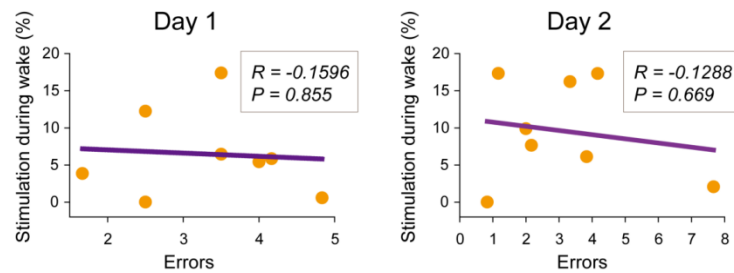 Day 1
Stimulation during wake (%)
20
15
10
5
0
R = -0.1596
P = 0.855
2 3 4 5
Errors
Day 2
Stimulation during wake (%)
20
15
10
5
0
R = -0.1288
P = 0.669
0 1 2 3 4 5 6 7 8
Errors